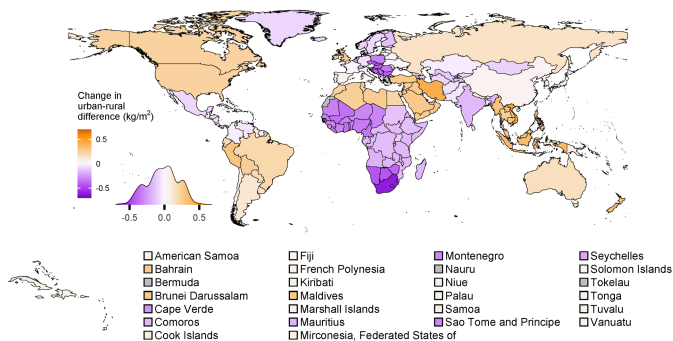 Change in
urban-rural
difference (kg/m2)
0.5
0.0
-0.5
-0.5 0.0 0.5
American Samoa Fiji Montenegro Seychelles
Bahrain French Polynesia Nauru Solomon Islands
Bermuda Kiribati Niue Tokelau
Brunei Darussalam Maldives Palau Tonga
Cape Verde Marshall Islands Samoa Tuvalu
Comoros Mauritius Sao Tome and Principe Vanuatu
Cook Islands Mirconesia, Federated States of